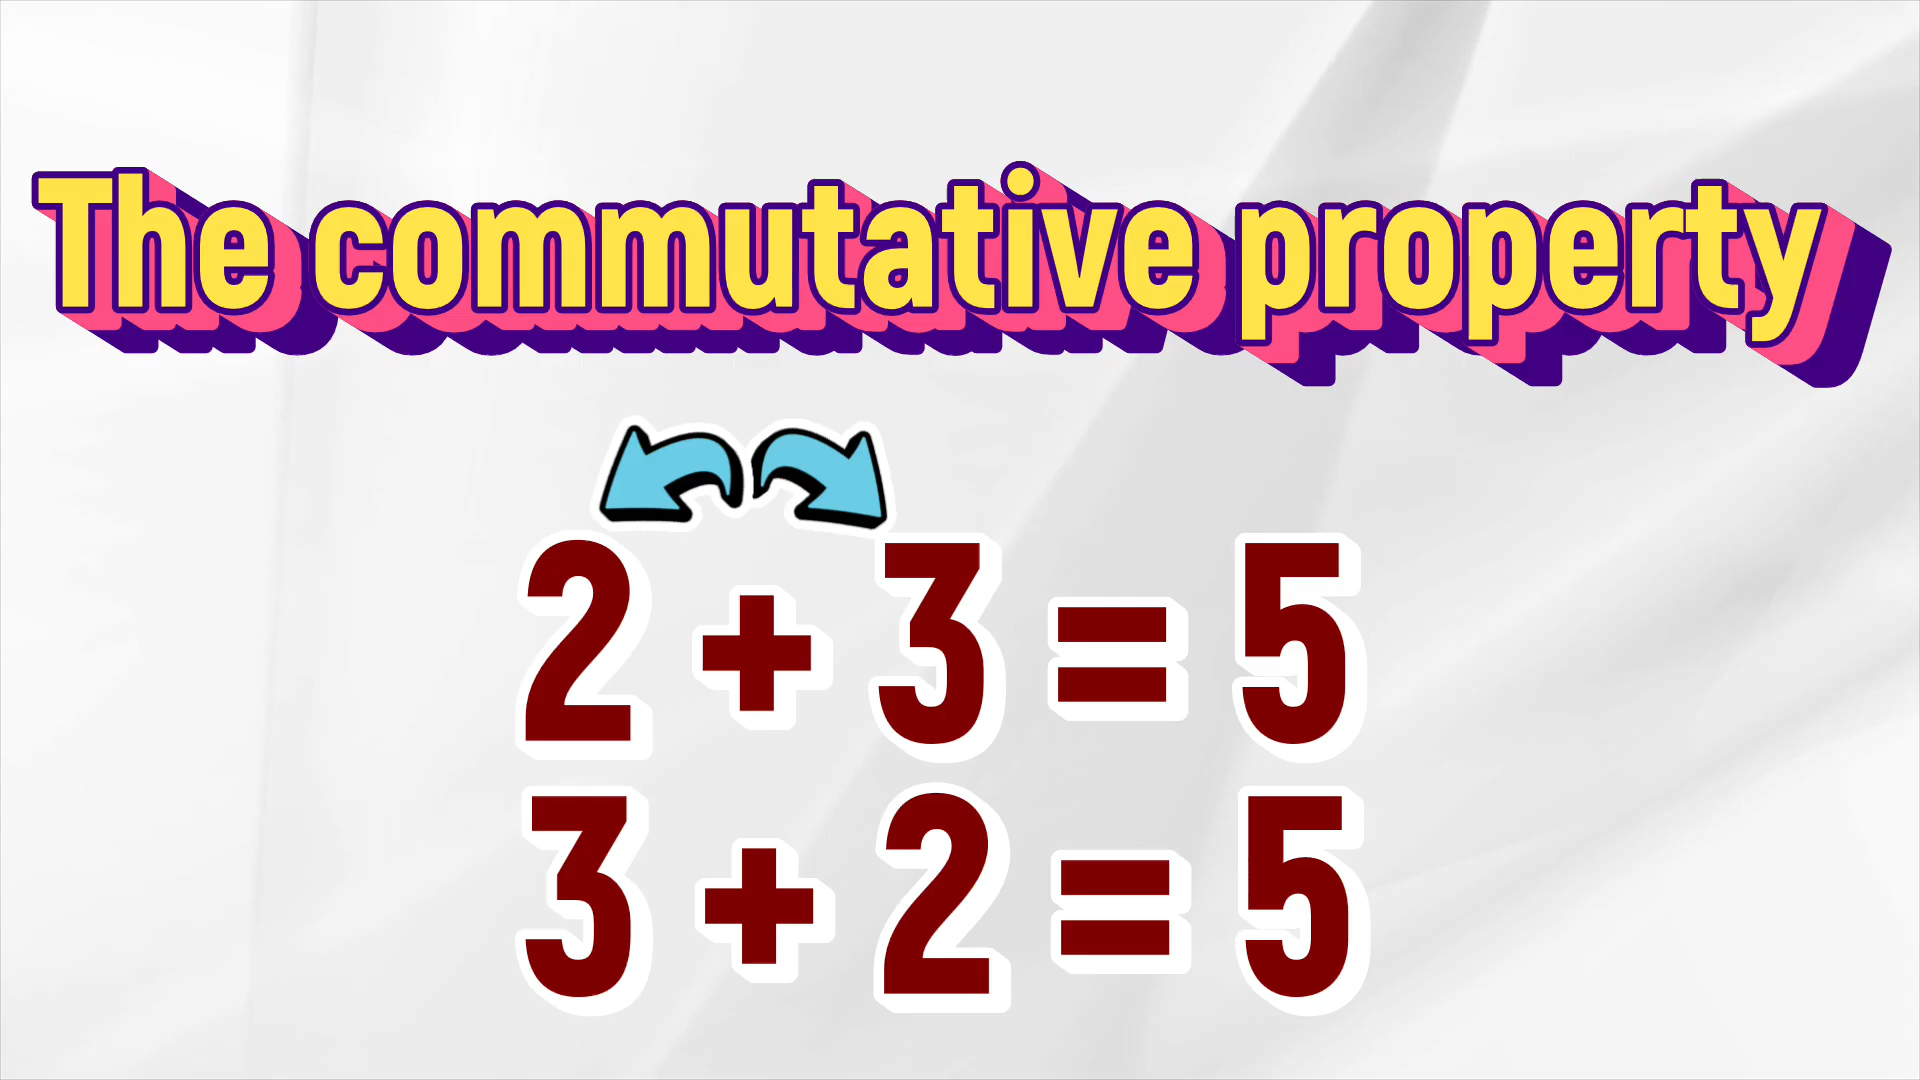 The commutative property
2 + 3 = 5
3 + 2 = 5